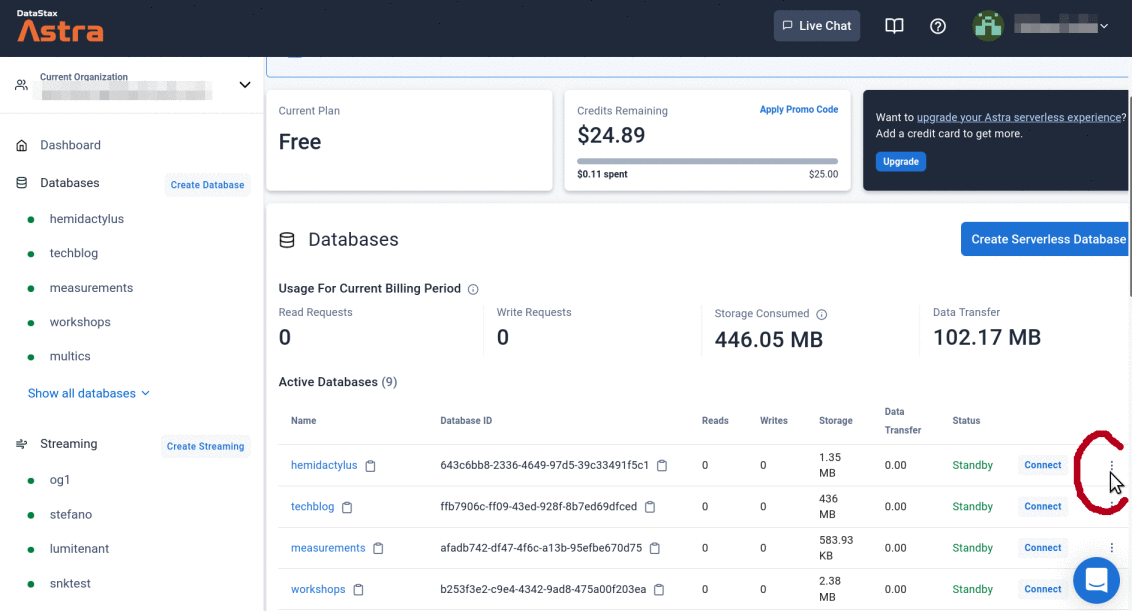 DataStax
Astra
Live Chat
Current Organization
Dashboard
Databases
Create Database
hemidactylus
techblog
measurements
workshops
multics
Show all databases
Streaming
Create Streaming
og1
stefano
lumitenant
snktest
Current Plan
Free
Credits Remaining
Apply Promo Code
$24.89
$0.11 spent
$25.00
Want to upgrade your Astra serverless experience?
Add a credit card to get more.
Upgrade
Databases
Create Serverless Database
Usage For Current Billing Period
Read Requests
0
Write Requests
0
Storage Consumed
446.05 MB
Data Transfer
102.17 MB
Active Databases (9)
Name Database ID Reads Writes Storage Data Transfer Status
hemidactylus 643c6bb8-2336-4649-97d5-39c33491f5c1 0 0 1.35 MB 0.00 Standby Connect
techblog ffb7906c-ff09-43ed-928f-8b7ed69dfced 0 0 436 MB 0.00 Standby Connect
measurements afadb742-df47-4f6c-a13b-95efbe670d75 0 0 583.93 KB 0.00 Standby Connect
workshops b253f3e2-c9e4-4342-9ad8-475a00f203ea 0 0 2.38 MB 0.00 Standby Connect